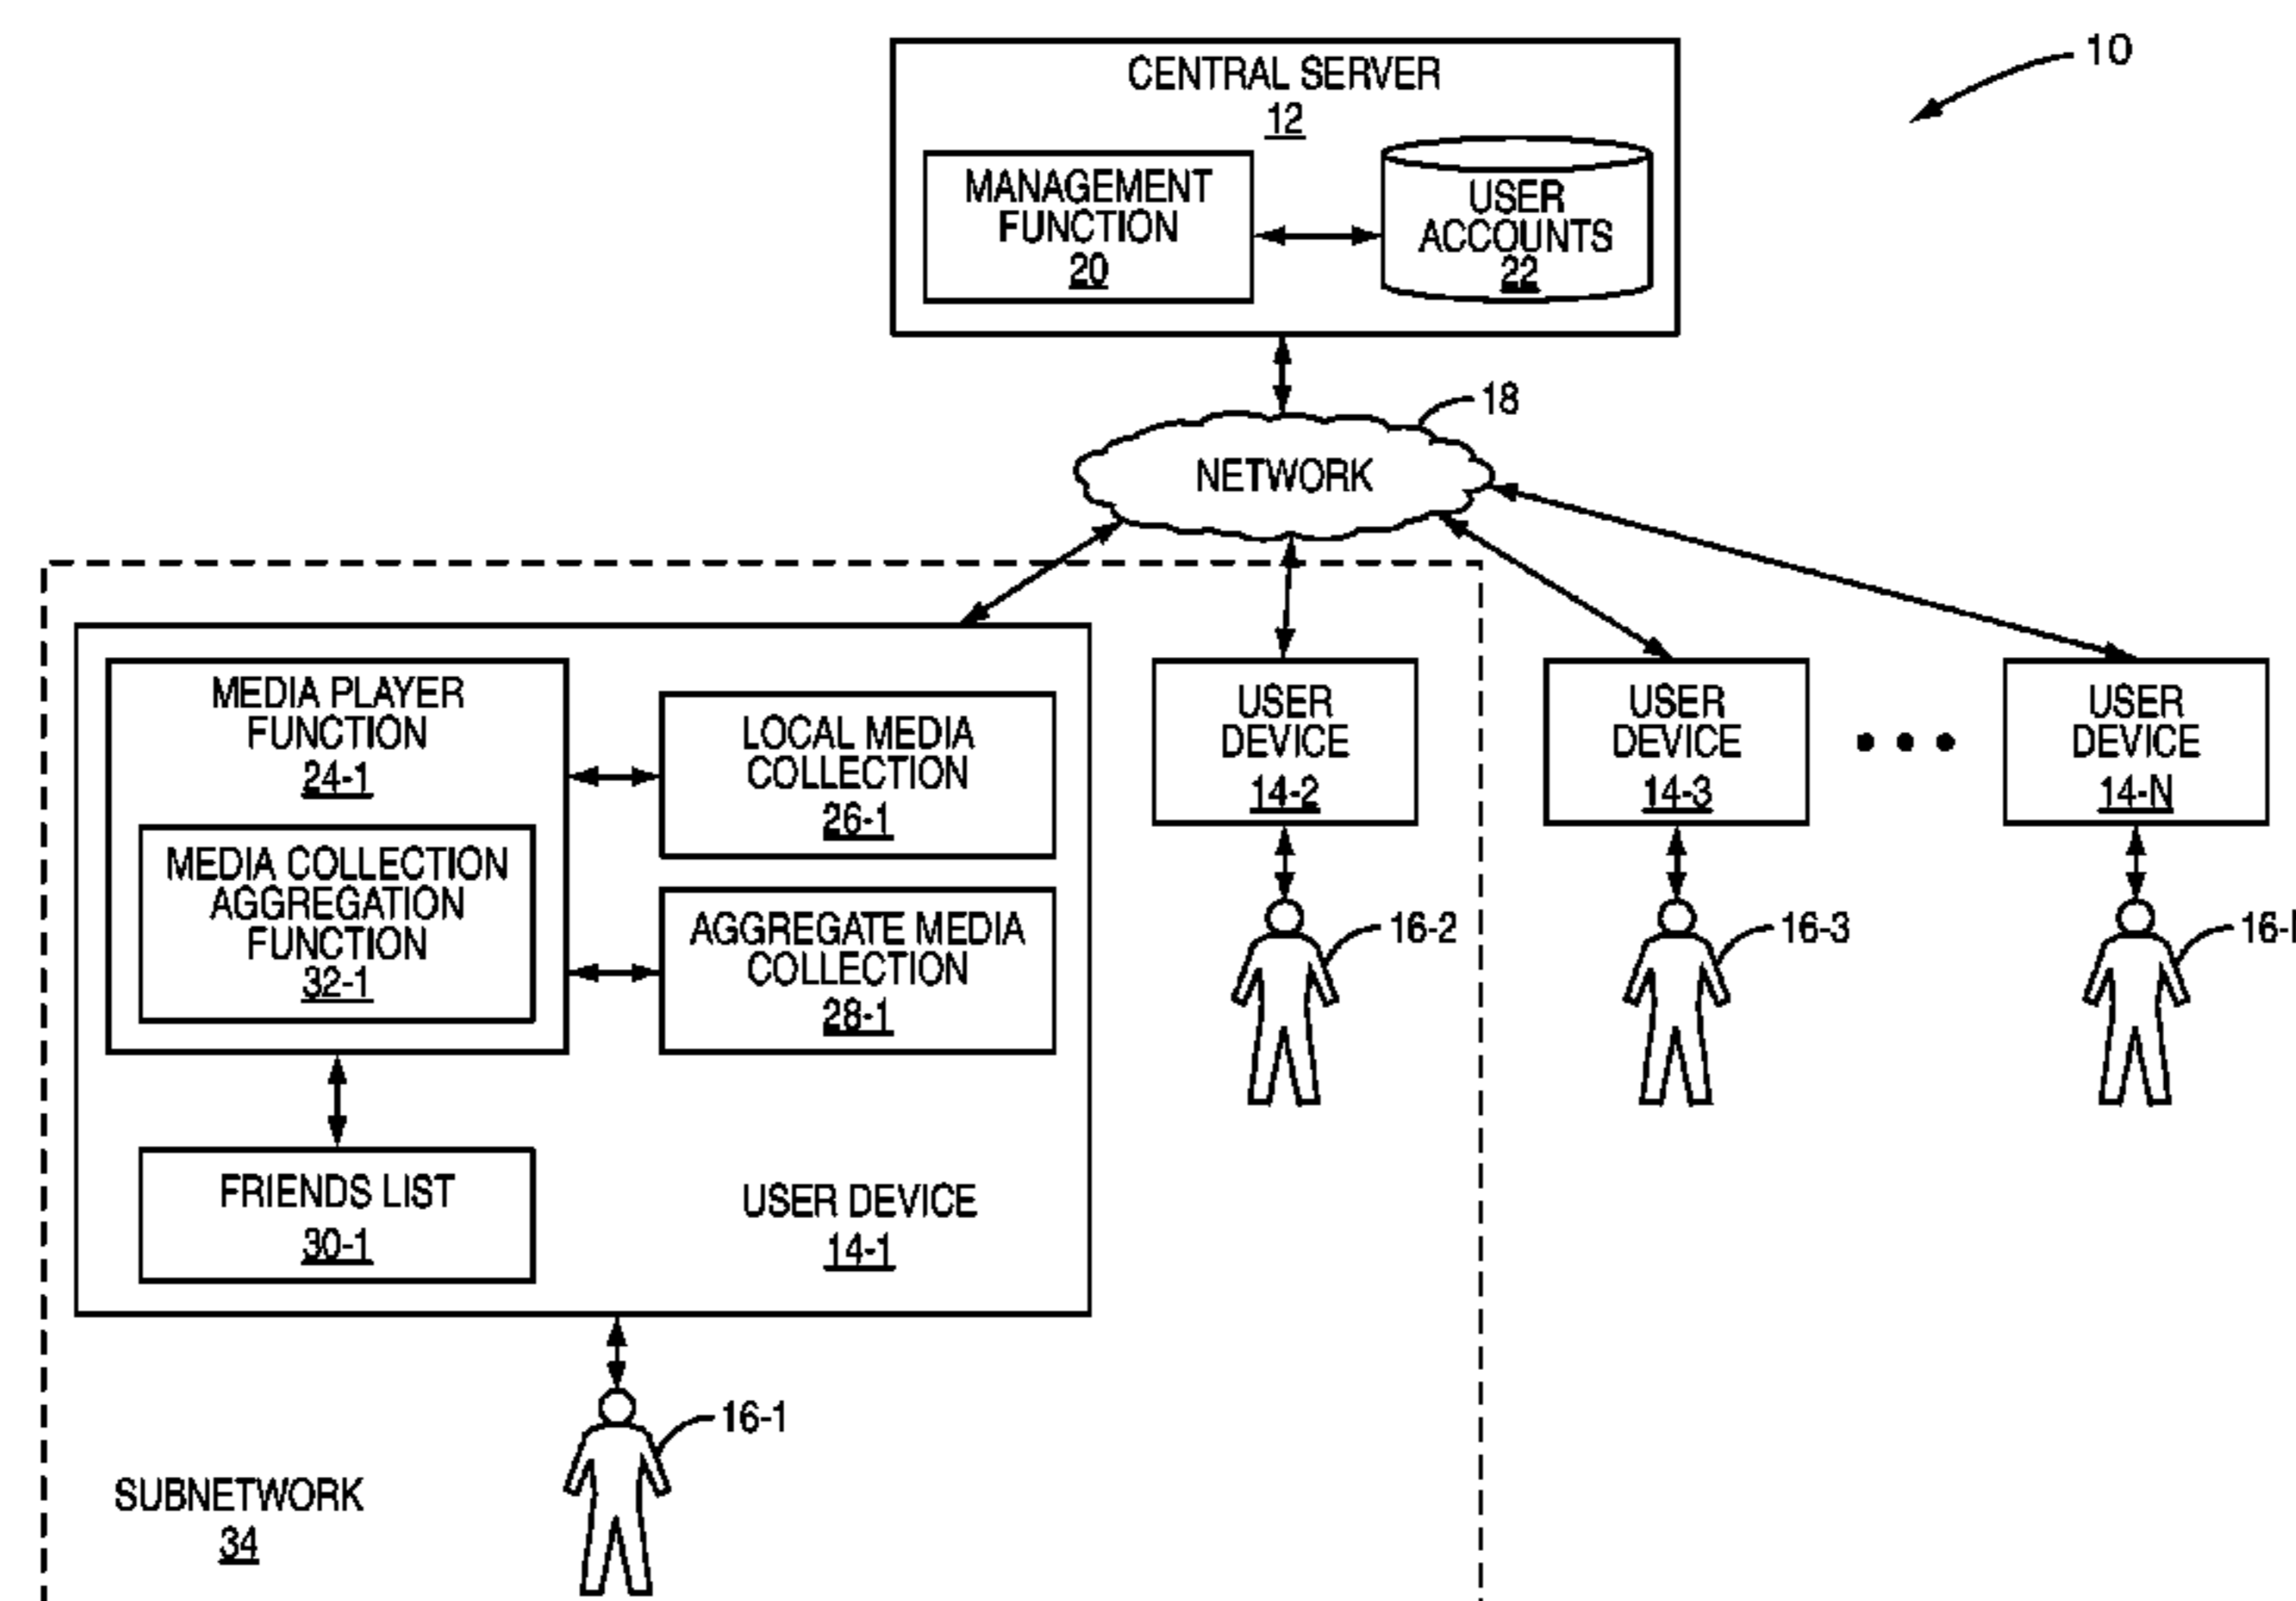 10
CENTRAL SERVER
12
MANAGEMENT
FUNCTION
20
USER
ACCOUNTS
22
18
NETWORK
MEDIA PLAYER
FUNCTION
24-1
MEDIA COLLECTION
AGGREGATION
FUNCTION
32-1
LOCAL MEDIA
COLLECTION
26-1
AGGREGATE MEDIA
COLLECTION
28-1
FRIENDS LIST
30-1
USER DEVICE
14-1
USER
DEVICE
14-2
USER
DEVICE
14-3
USER
DEVICE
14-N
16-2
16-3
16-1
SUBNETWORK
34